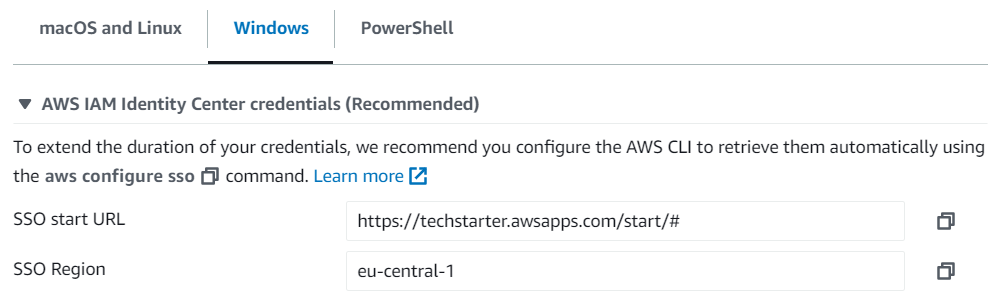 macOS and Linux
Windows
PowerShell
AWS IAM Identity Center credentials (Recommended)
To extend the duration of your credentials, we recommend you configure the AWS CLI to retrieve them automatically using
the aws configure sso command. Learn more
SSO start URL
https://techstarter.awsapps.com/start/#
SSO Region
eu-central-1